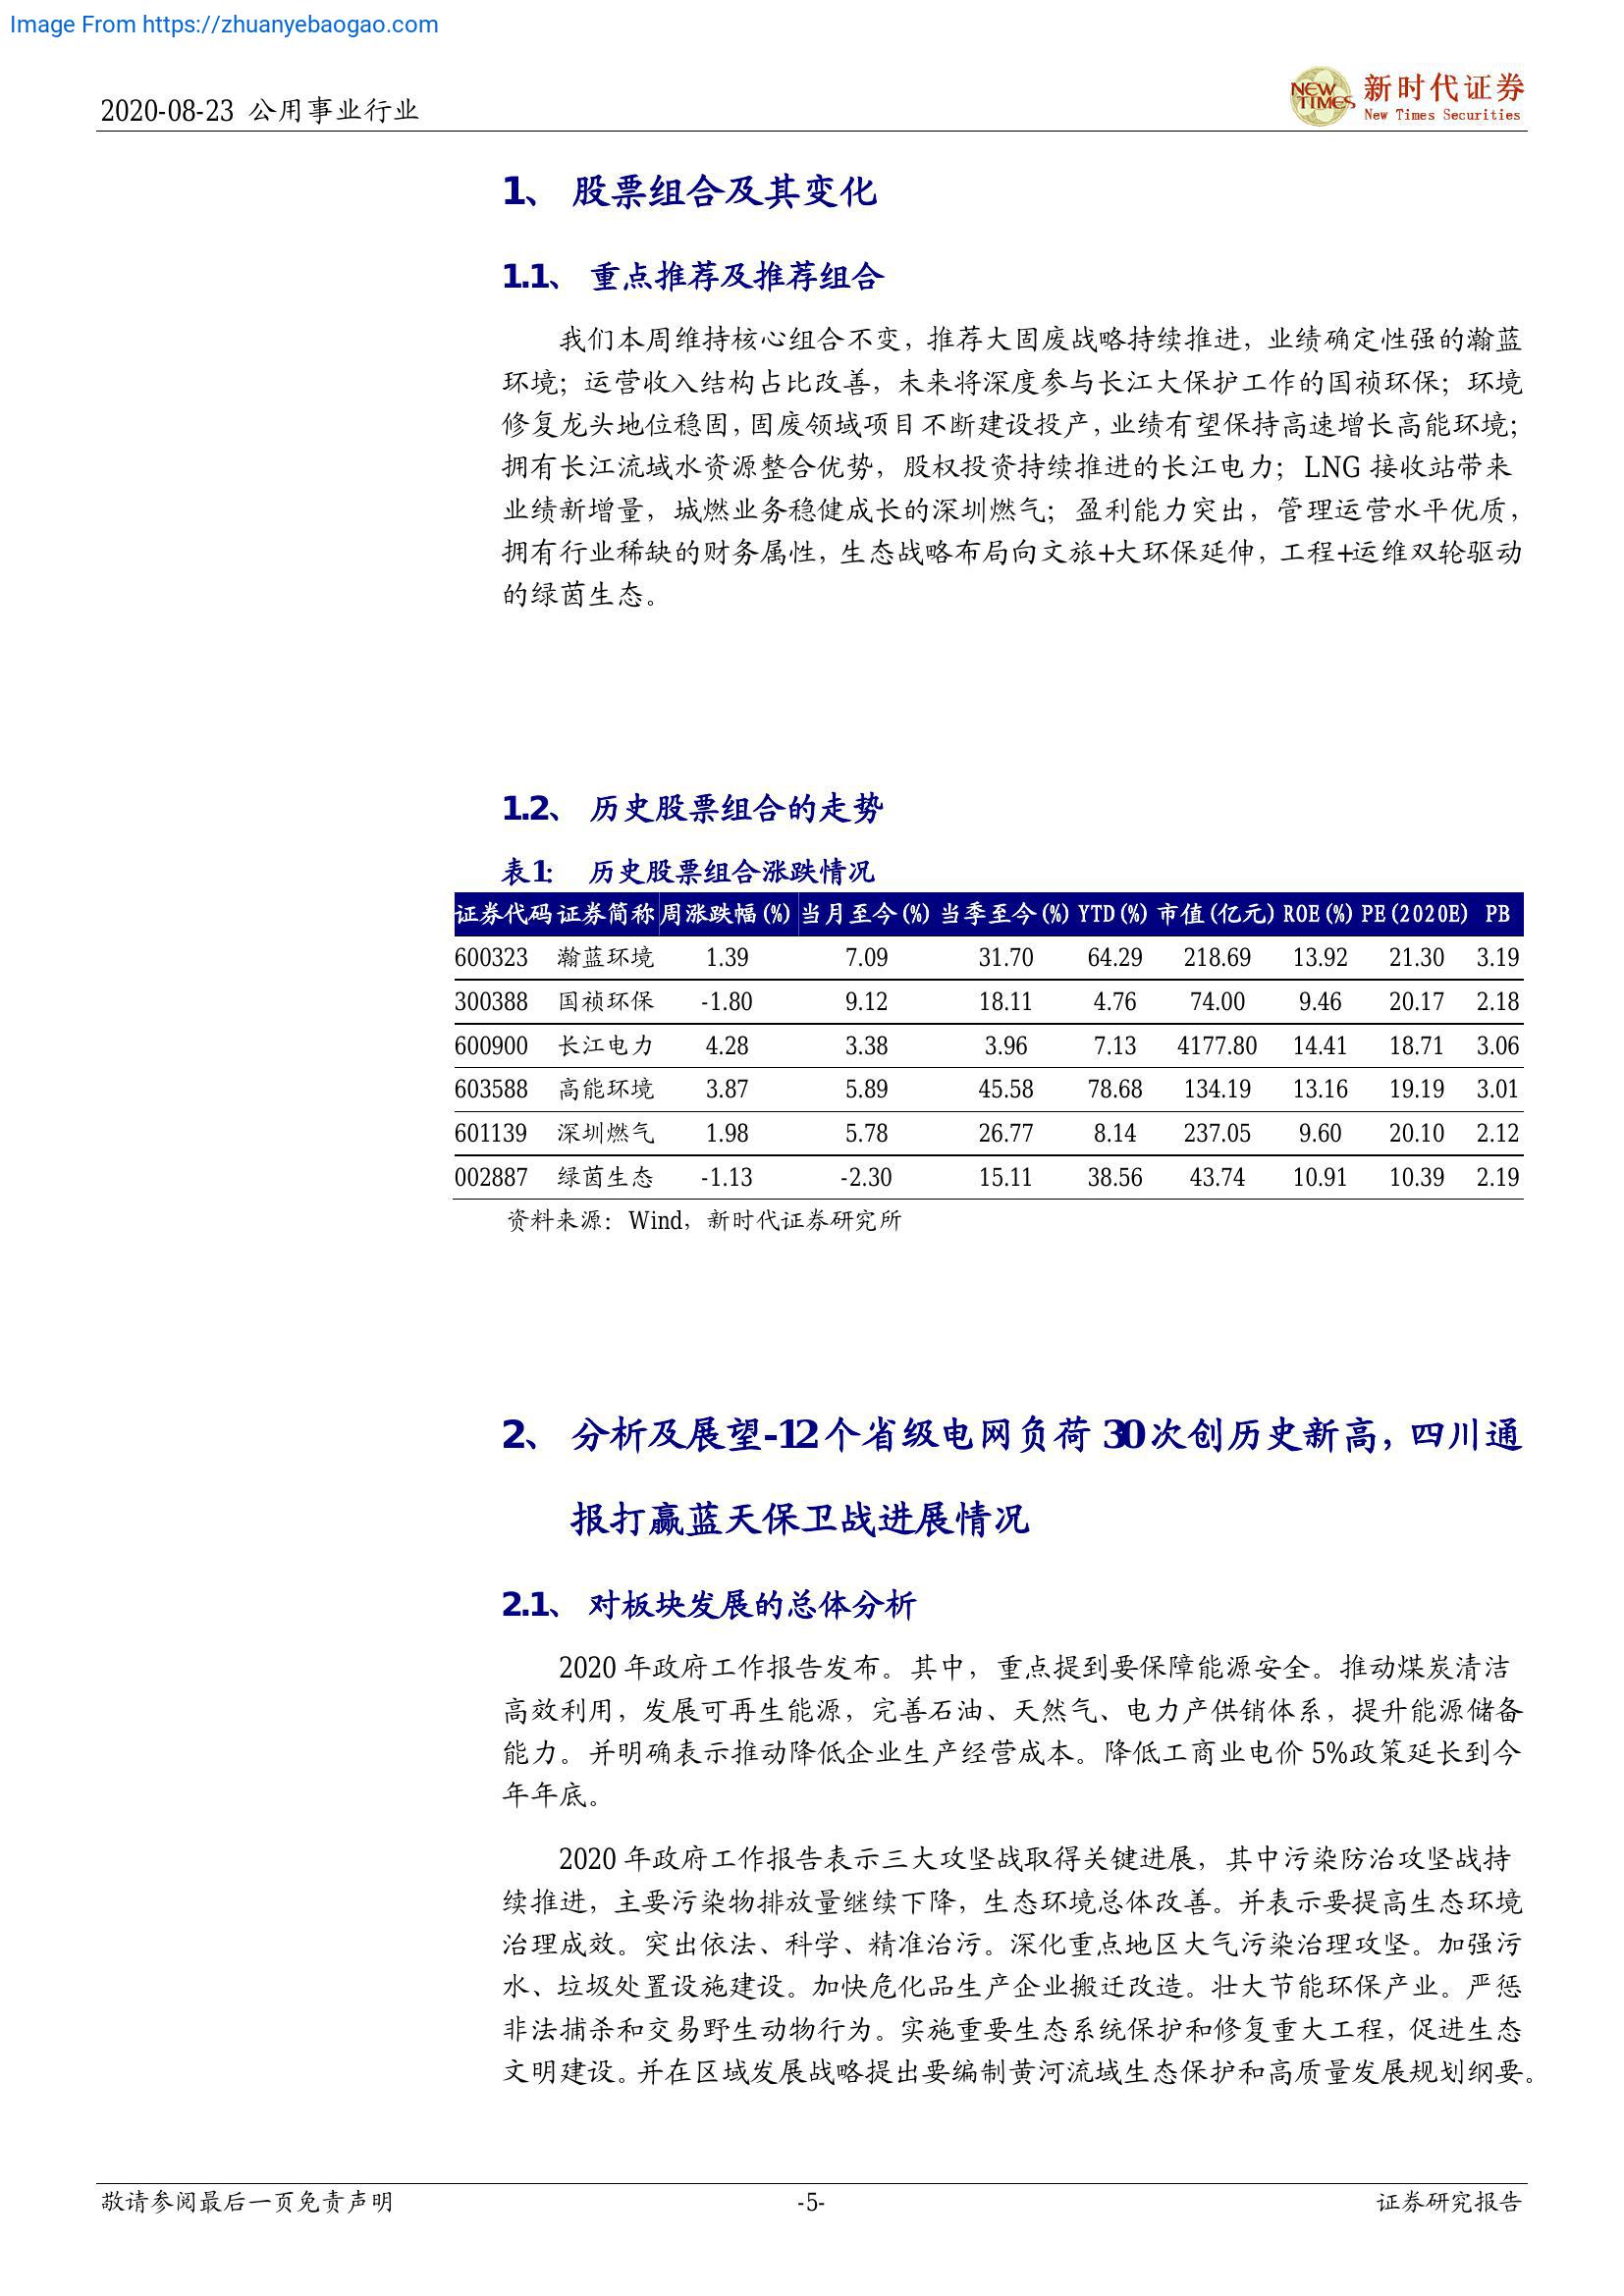 Image From https://zhuanyebaogao.com
2020-08-23 公用事业行业
NEW TIMES 新时代证券
New Times Securities
1、 股票组合及其变化
1.1、 重点推荐及推荐组合
我们本周维持核心组合不变，推荐大固废战略持续推进，业绩确定性强的瀚蓝
环境；运营收入结构占比改善，未来将深度参与长江大保护工作的国祯环保；环境
修复龙头地位稳固，固废领域项目不断建设投产，业绩有望保持高速增长高能环境；
拥有长江流域水资源整合优势，股权投资持续推进的长江电力；LNG 接收站带来
业绩新增量，城燃业务稳健成长的深圳燃气；盈利能力突出，管理运营水平优质，
拥有行业稀缺的财务属性，生态战略布局向文旅+大环保延伸，工程+运维双轮驱动
的绿茵生态。
1.2、 历史股票组合的走势
表1： 历史股票组合涨跌情况
证券代码 证券简称 周涨跌幅(%) 当月至今(%) 当季至今(%) YTD(%) 市值(亿元) ROE(%) PE(2020E) PB
600323 瀚蓝环境 1.39 7.09 31.70 64.29 218.69 13.92 21.30 3.19
300388 国祯环保 -1.80 9.12 18.11 4.76 74.00 9.46 20.17 2.18
600900 长江电力 4.28 3.38 3.96 7.13 4177.80 14.41 18.71 3.06
603588 高能环境 3.87 5.89 45.58 78.68 134.19 13.16 19.19 3.01
601139 深圳燃气 1.98 5.78 26.77 8.14 237.05 9.60 20.10 2.12
002887 绿茵生态 -1.13 -2.30 15.11 38.56 43.74 10.91 10.39 2.19
资料来源：Wind，新时代证券研究所
2、 分析及展望-12个省级电网负荷30次创历史新高，四川通
报打赢蓝天保卫战进展情况
2.1、 对板块发展的总体分析
2020 年政府工作报告发布。其中，重点提到要保障能源安全。推动煤炭清洁
高效利用，发展可再生能源，完善石油、天然气、电力产供销体系，提升能源储备
能力。并明确表示推动降低企业生产经营成本。降低工商业电价 5%政策延长到今
年年底。
2020 年政府工作报告表示三大攻坚战取得关键进展，其中污染防治攻坚战持
续推进，主要污染物排放量继续下降，生态环境总体改善。并表示要提高生态环境
治理成效。突出依法、科学、精准治污。深化重点地区大气污染治理攻坚。加强污
水、垃圾处置设施建设。加快危化品生产企业搬迁改造。壮大节能环保产业。严惩
非法捕杀和交易野生动物行为。实施重要生态系统保护和修复重大工程，促进生态
文明建设。并在区域发展战略提出要编制黄河流域生态保护和高质量发展规划纲要。
敬请参阅最后一页免责声明 -5- 证券研究报告